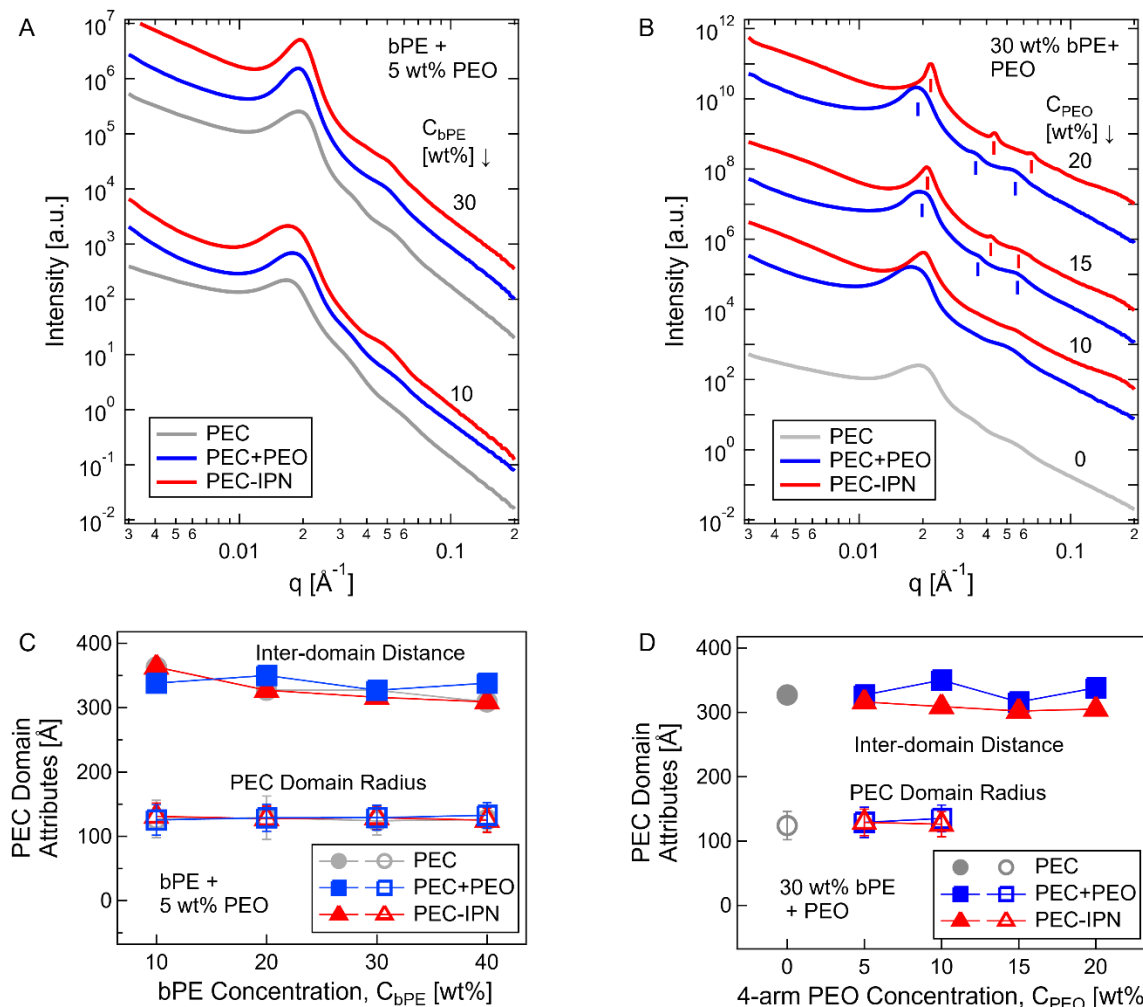 A
10^7
10^6
10^5
10^4
10^3
10^2
10^1
10^0
10^-1
10^-2
Intensity [a.u.]
bPE +
5 wt% PEO
C_bPE
[wt%] ↓
30
10
PEC
PEC+PEO
PEC-IPN
3 4 5 6 0.01 2 3 4 5 6 0.1 2
q [Å^-1]
B
10^12
10^10
10^8
10^6
10^4
10^2
10^0
10^-2
Intensity [a.u.]
30 wt% bPE+
PEO
C_PEO
[wt%] ↓
20
15
10
0
PEC
PEC+PEO
PEC-IPN
3 4 5 6 0.01 2 3 4 5 6 0.1 2
q [Å^-1]
C
400
300
200
100
0
PEC Domain
Attributes [Å]
Inter-domain Distance
PEC Domain Radius
bPE +
5 wt% PEO
PEC
PEC+PEO
PEC-IPN
10 20 30 40
bPE Concentration, C_bPE [wt%]
D
400
300
200
100
0
PEC Domain
Attributes [Å]
Inter-domain Distance
PEC Domain Radius
30 wt% bPE
+ PEO
PEC
PEC+PEO
PEC-IPN
0 5 10 15 20
4-arm PEO Concentration, C_PEO [wt%